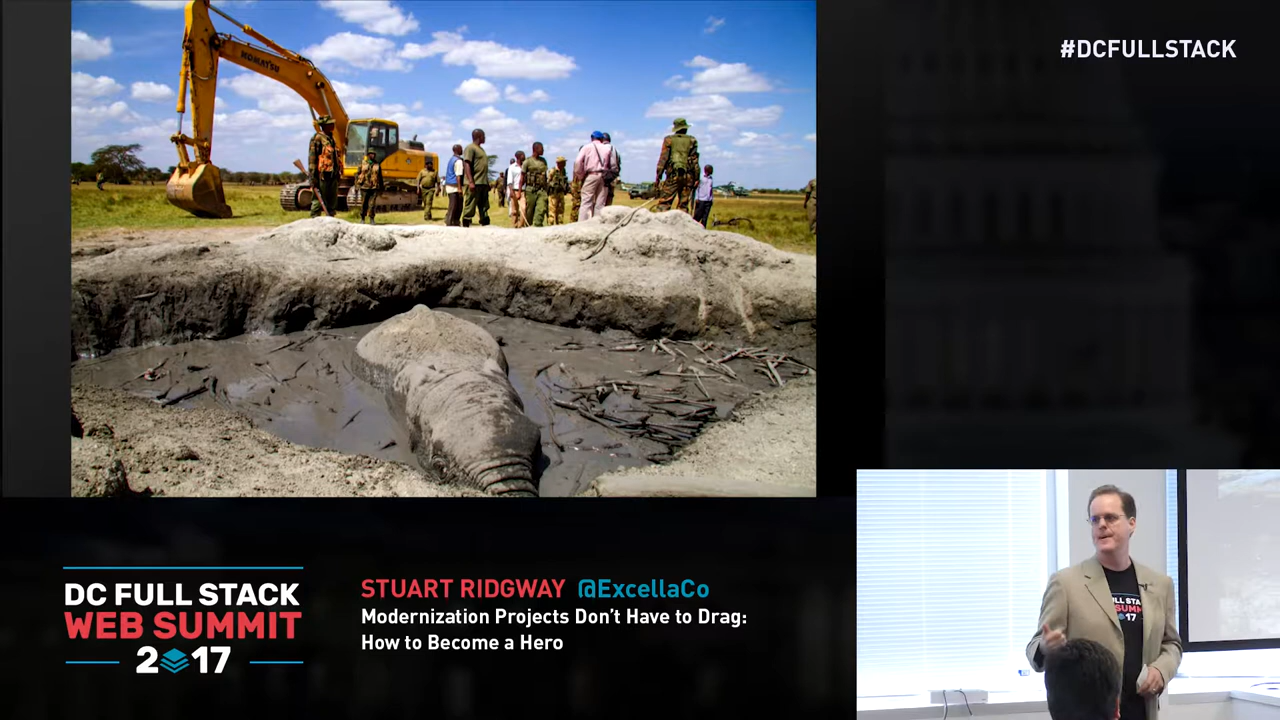 #DCFULLSTACK
KOMATSU
DC FULL STACK
WEB SUMMIT
2017
STUART RIDGWAY @ExcellaCo
Modernization Projects Don't Have to Drag:
How to Become a Hero